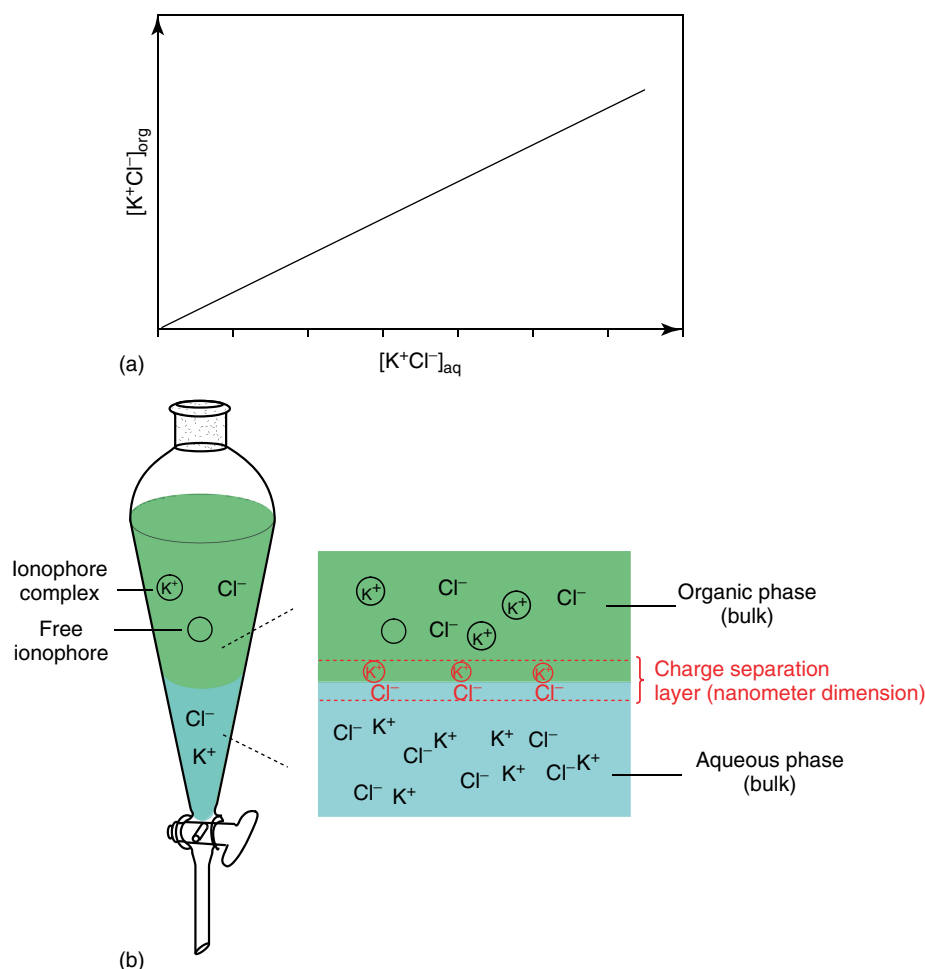 [K⁺Cl⁻]org
[K⁺Cl⁻]aq
(a)
Ionophore
complex
K⁺
Cl⁻
Free
ionophore
Cl⁻
K⁺
K⁺ Cl⁻ K⁺ Cl⁻
Cl⁻ K⁺
Organic phase
(bulk)
K⁺ K⁺ K⁺
Cl⁻ Cl⁻ Cl⁻
Charge separation
layer (nanometer dimension)
Cl⁻ K⁺ Cl⁻ K⁺ K⁺ Cl⁻
Cl⁻ K⁺ Cl⁻ K⁺ Cl⁻ K⁺
Aqueous phase
(bulk)
(b)